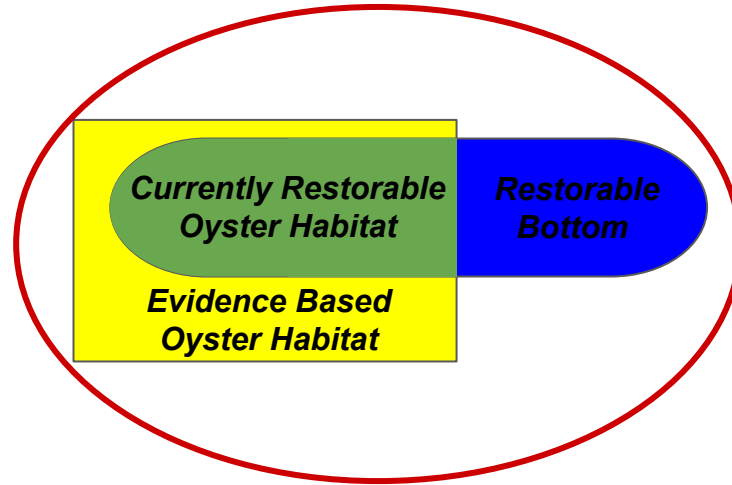 Currently Restorable
Oyster Habitat
Restorable
Bottom
Evidence Based
Oyster Habitat